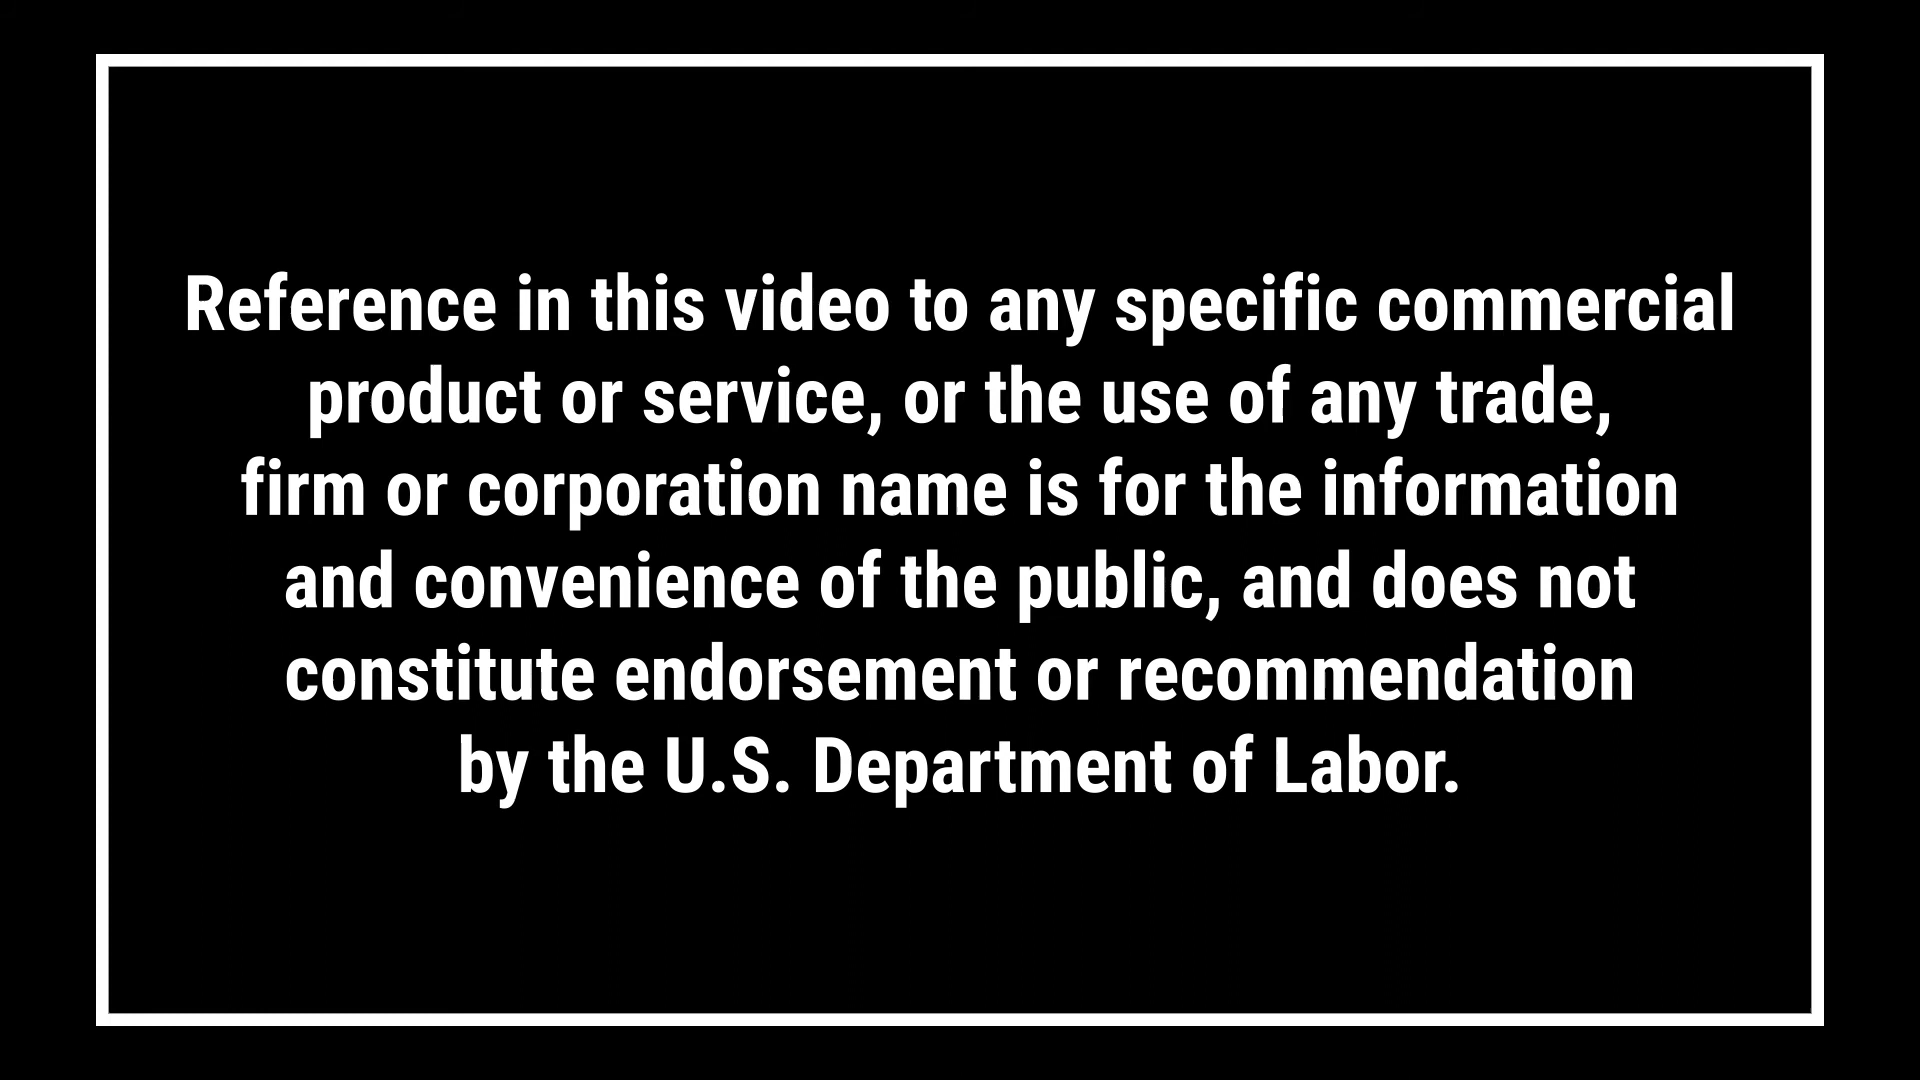 Reference in this video to any specific commercial
product or service, or the use of any trade,
firm or corporation name is for the information
and convenience of the public, and does not
constitute endorsement or recommendation
by the U.S. Department of Labor.